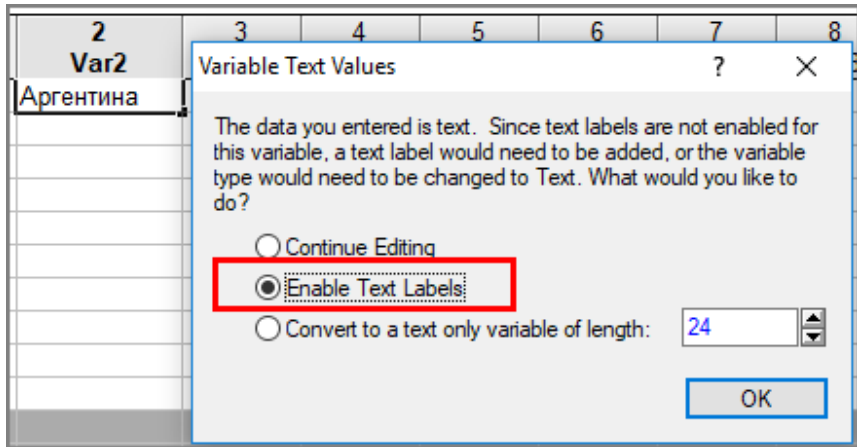 2 3 4 5 6 7 8
Var2
Variable Text Values ?
Аргентина
The data you entered is text. Since text labels are not enabled for
this variable, a text label would need to be added, or the variable
type would need to be changed to Text. What would you like to
do?
Continue Editing
Enable Text Labels
Convert to a text only variable of length: 24
OK